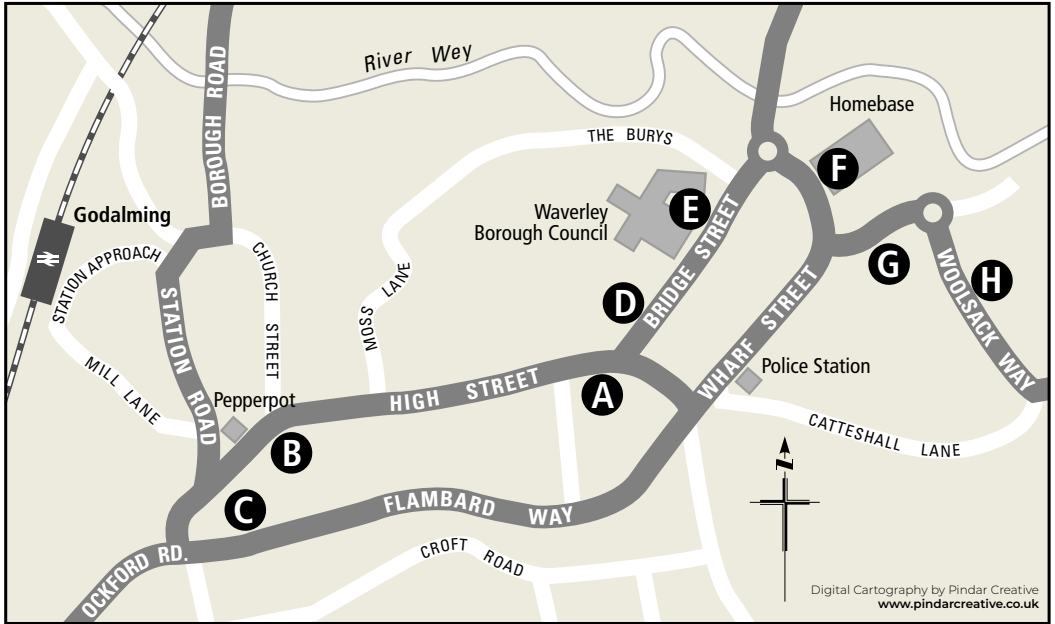 River Wey
BOROUGH ROAD
Homebase
THE BURYS
F
E
Godalming
Waverley
Borough Council
STATION APPROACH
CHURCH STREET
MOSS LANE
BRIDGE STREET
G
H
WOOLSACK WAY
D
STATION ROAD
WHARF STREET
MILL LANE
Police Station
Pepperpot
HIGH STREET
A
CATTESHALL LANE
B
N
C
FLAMBARD WAY
OCKFORD RD.
CROFT ROAD
Digital Cartography by Pindar Creative
www.pindarcreative.co.uk